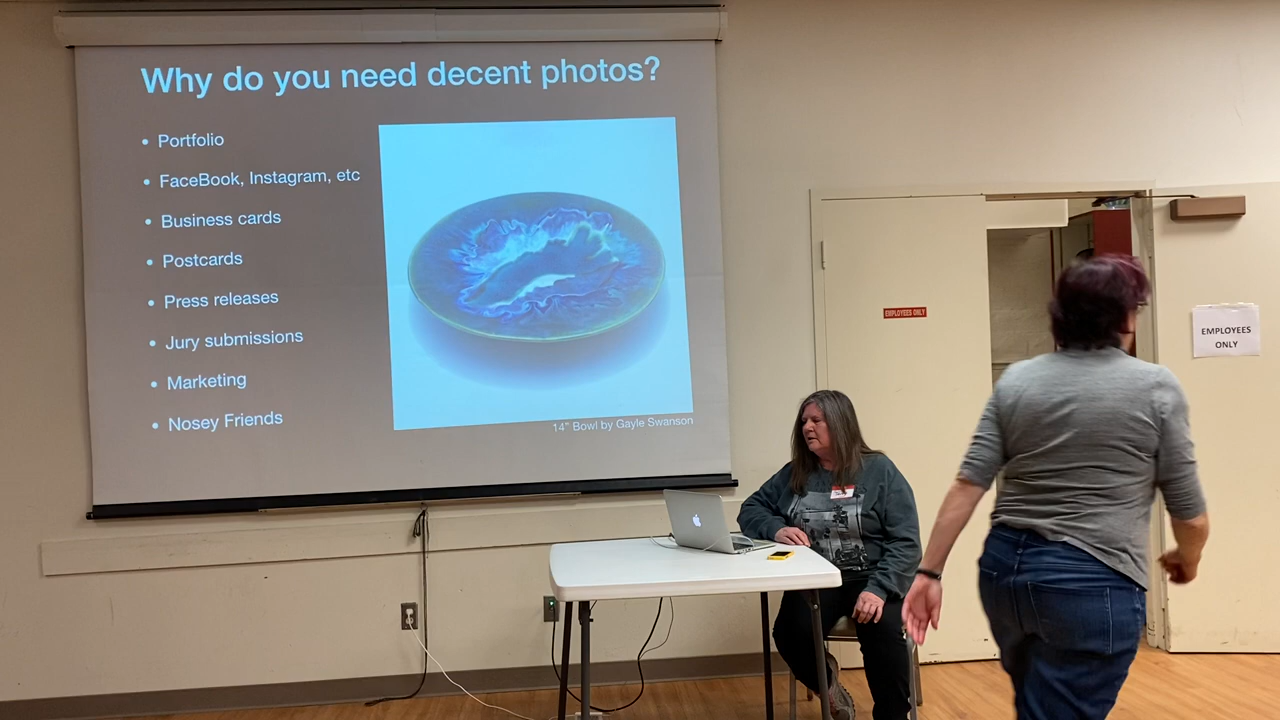 Why do you need decent photos?
• Portfolio
• FaceBook, Instagram, etc
• Business cards
• Postcards
• Press releases
• Jury submissions
• Marketing
• Nosey Friends
14" Bowl by Gayle Swanson
EMPLOYEES ONLY
EMPLOYEES
ONLY